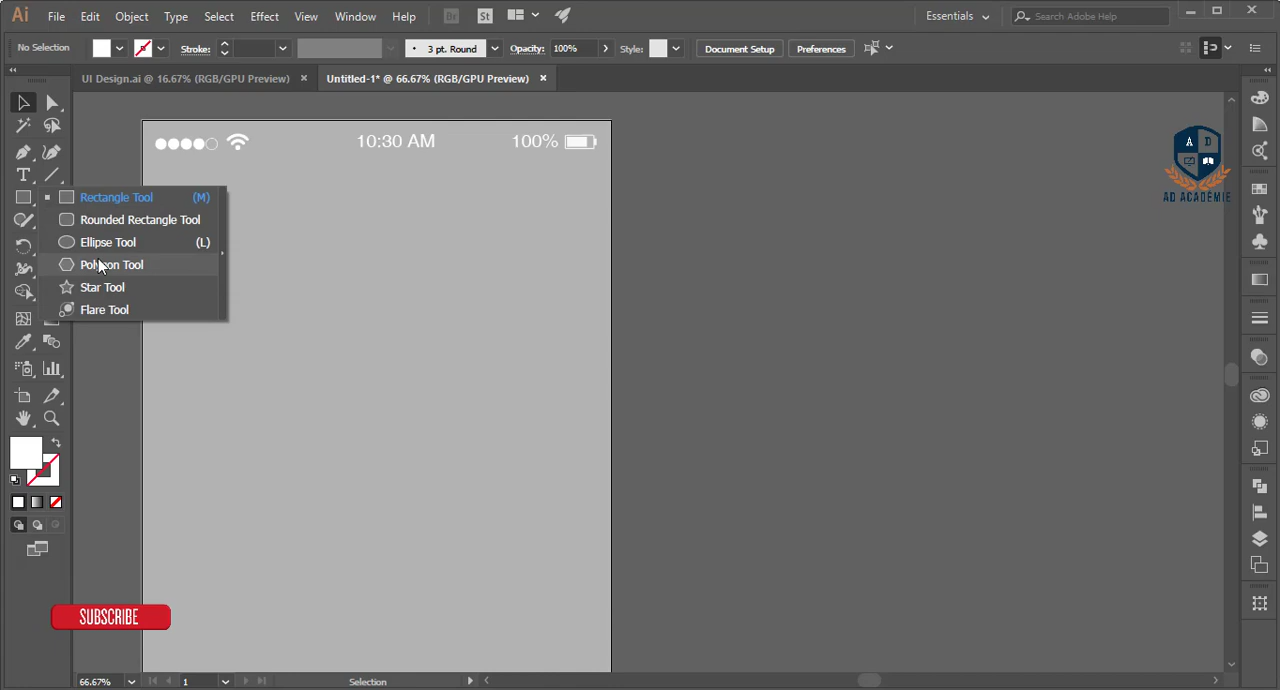 Ai File Edit Object Type Select Effect View Window Help Br St Essentials Search Adobe Help
No Selection Stroke: 3 pt. Round Opacity: 100% Style: Document Setup Preferences
UI Design.ai @ 16.67% (RGB/GPU Preview) × Untitled-1* @ 66.67% (RGB/GPU Preview) ×
10:30 AM 100%
A D
AD ACADEMIE
Rectangle Tool (M)
Rounded Rectangle Tool
Ellipse Tool (L)
Polygon Tool
Star Tool
Flare Tool
SUBSCRIBE
66.67% 1 Selection